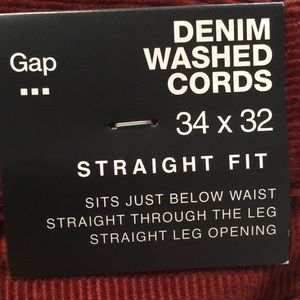 Gap
DENIM
WASHED
CORDS
34 x 32
STRAIGHT FIT
SITS JUST BELOW WAIST
STRAIGHT THROUGH THE LEG
STRAIGHT LEG OPENING